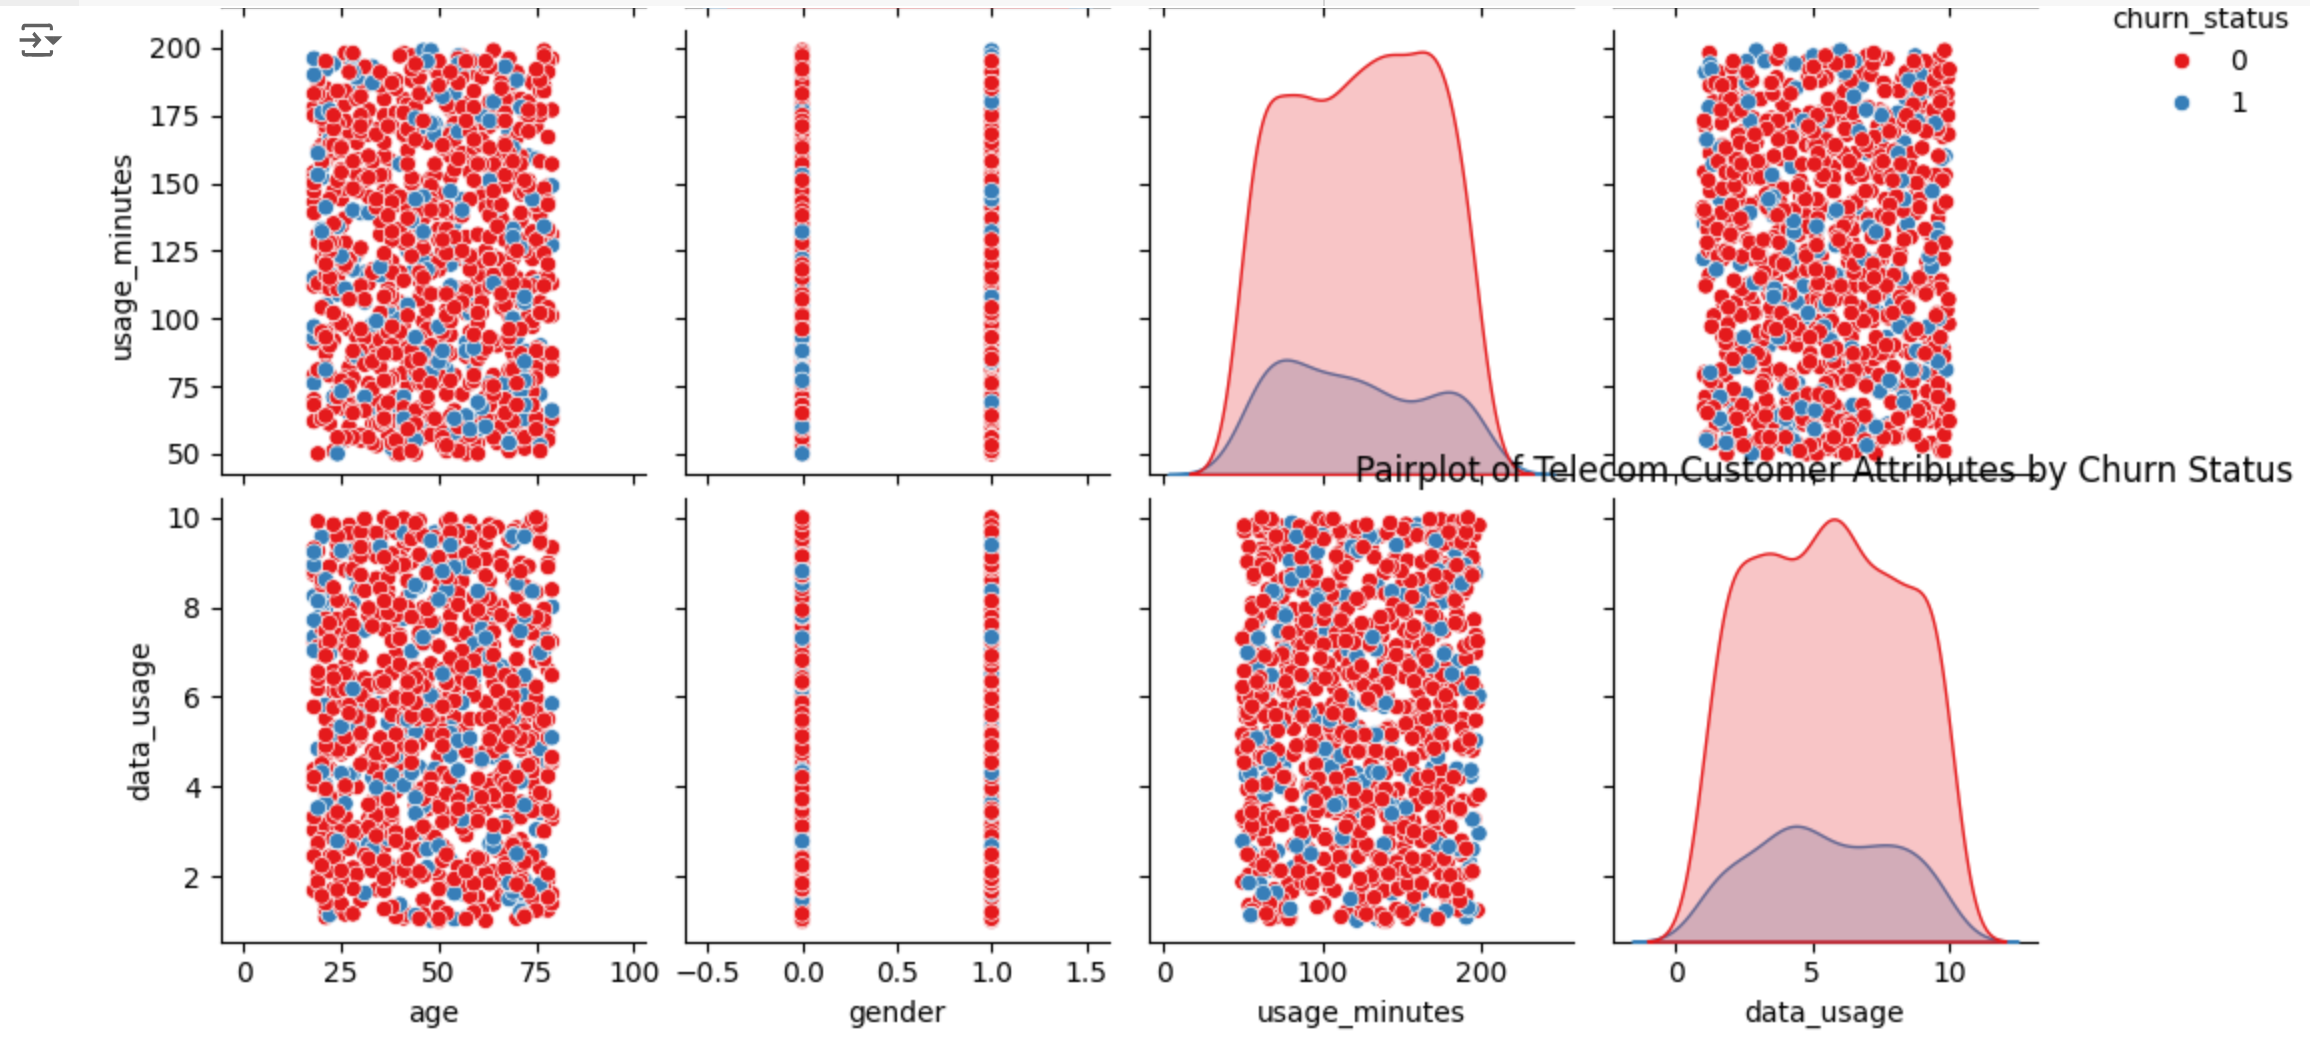 churn_status
0
1
200
175
150
125
100
75
50
usage_minutes
Pairplot of Telecom Customer Attributes by Churn Status
10
8
6
4
2
data_usage
0 25 50 75 100
−0.5 0.0 0.5 1.0 1.5
0 100 200
0 5 10
age
gender
usage_minutes
data_usage